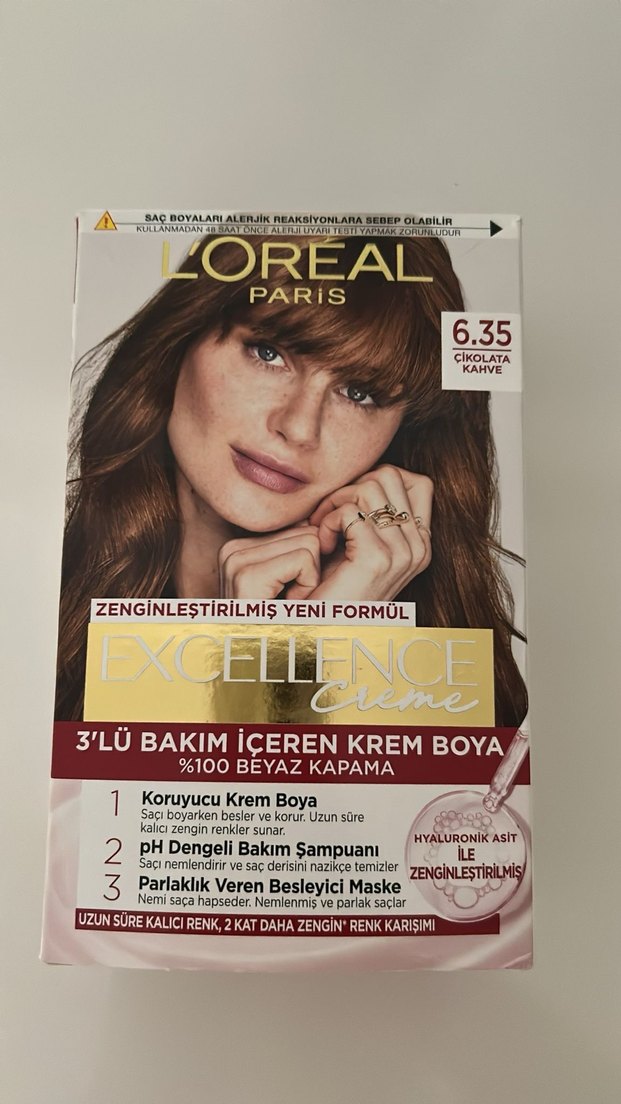 SAÇ BOYALARI ALERJİK REAKSİYONLARA SEBEP OLABİLİR
KULLANMADAN 48 SAAT ÖNCE ALERJİ UYARI TESTİ YAPMAK ZORUNLUDUR
L'ORÉAL
PARiS
6.35
ÇİKOLATA
KAHVE
ZENGİNLEŞTİRİLMİŞ YENİ FORMÜL
EXCELLENCE
Creme
3'LÜ BAKIM İÇEREN KREM BOYA
%100 BEYAZ KAPAMA
1 Koruyucu Krem Boya
Saçı boyarken besler ve korur. Uzun süre
kalıcı zengin renkler sunar.
2 pH Dengeli Bakım Şampuanı
Saçı nemlendirir ve saç derisini nazikçe temizler
3 Parlaklık Veren Besleyici Maske
Nemi saça hapseder. Nemlenmiş ve parlak saçlar
HYALURONİK ASİT
İLE
ZENGİNLEŞTİRİLMİŞ
UZUN SÜRE KALICI RENK, 2 KAT DAHA ZENGİN* RENK KARIŞIMI